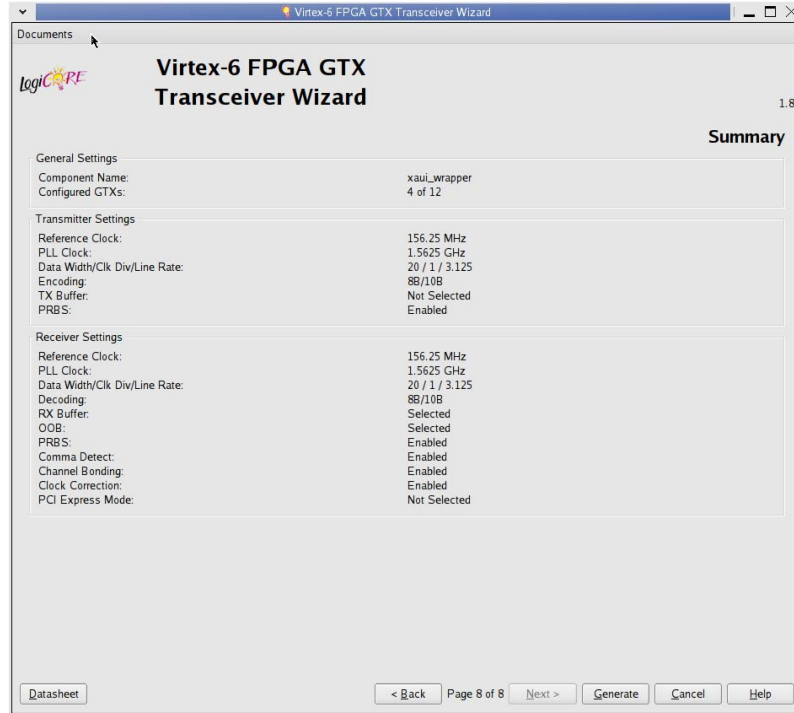 Virtex-6 FPGA GTX Transceiver Wizard
Documents
LogiCORE
Virtex-6 FPGA GTX
Transceiver Wizard
1.8
Summary
General Settings
Component Name: xaui_wrapper
Configured GTXs: 4 of 12
Transmitter Settings
Reference Clock: 156.25 MHz
PLL Clock: 1.5625 GHz
Data Width/Clk Div/Line Rate: 20 / 1 / 3.125
Encoding: 8B/10B
TX Buffer: Not Selected
PRBS: Enabled
Receiver Settings
Reference Clock: 156.25 MHz
PLL Clock: 1.5625 GHz
Data Width/Clk Div/Line Rate: 20 / 1 / 3.125
Decoding: 8B/10B
RX Buffer: Selected
OOB: Selected
PRBS: Enabled
Comma Detect: Enabled
Channel Bonding: Enabled
Clock Correction: Enabled
PCI Express Mode: Not Selected
Datasheet < Back Page 8 of 8 Next > Generate Cancel Help